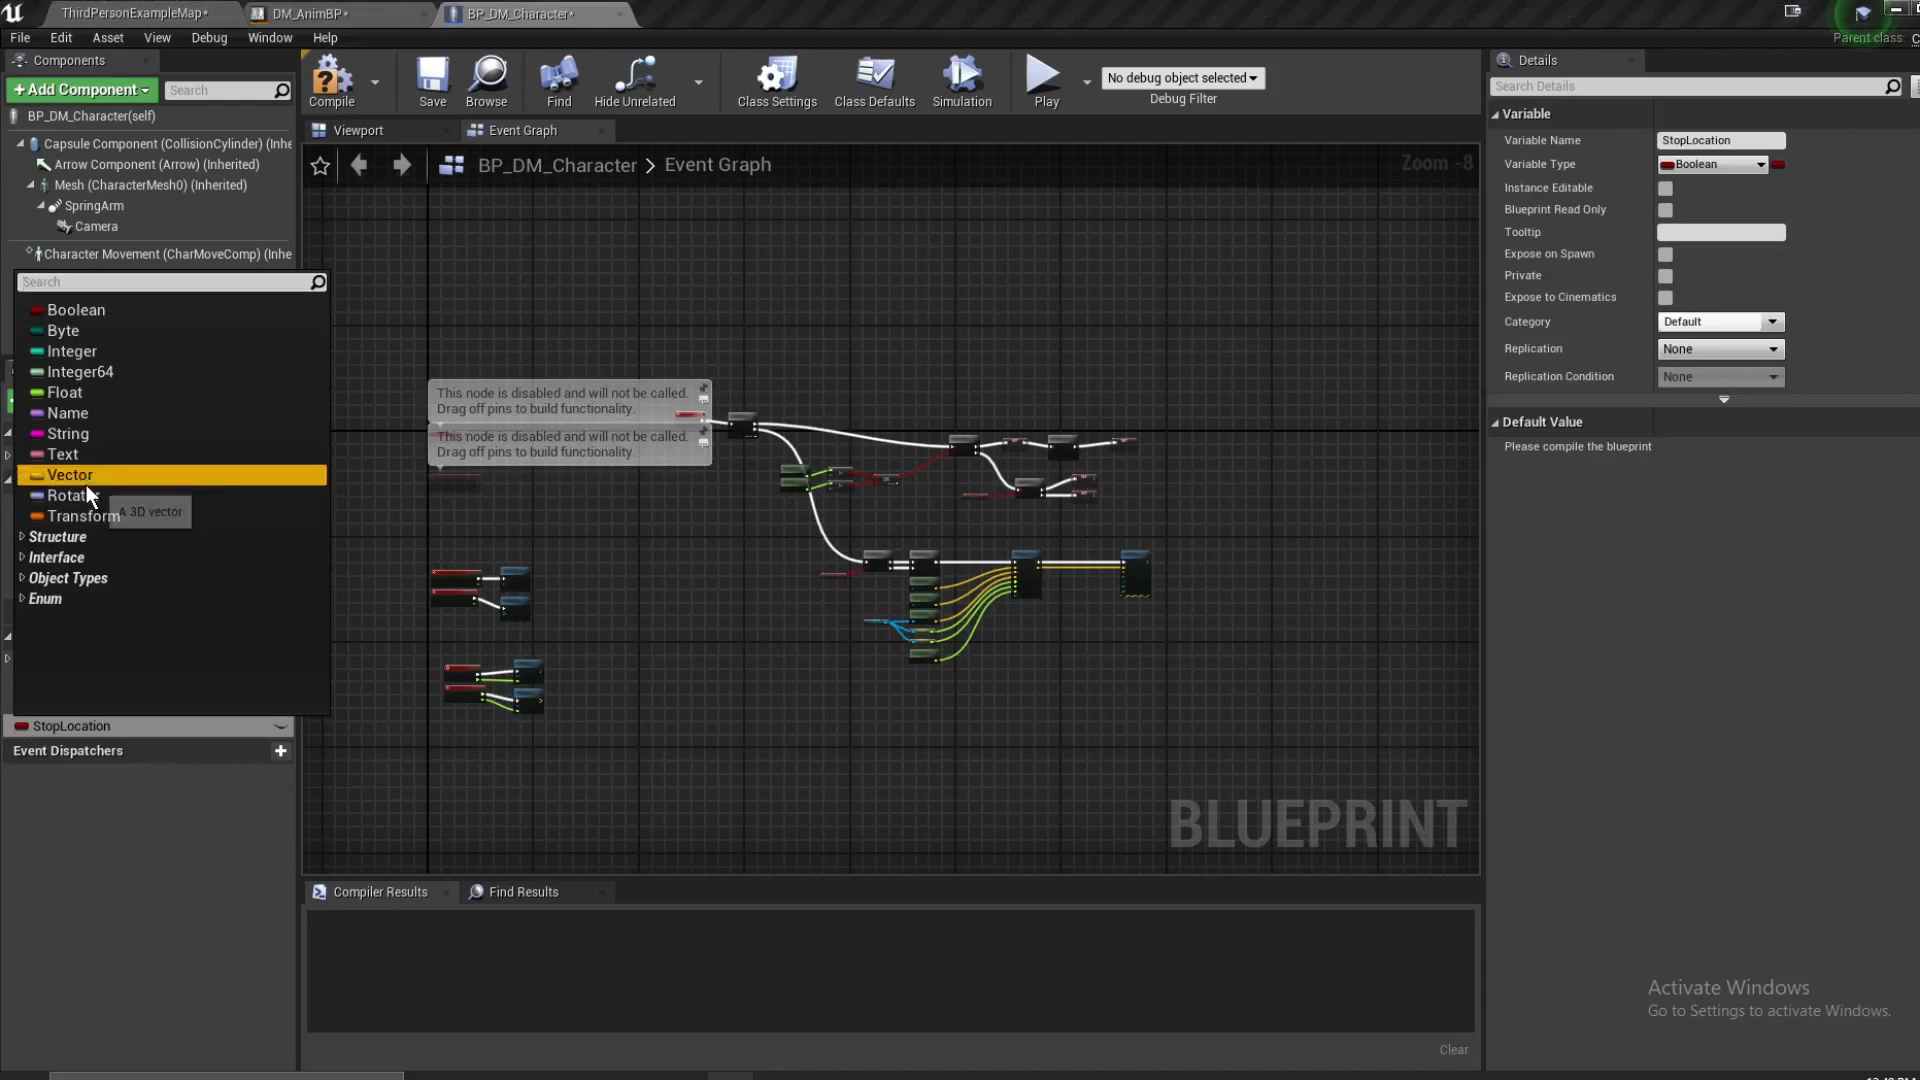 ThirdPersonExampleMap*
DM_AnimBP*
BP_DM_Character*
File Edit Asset View Debug Window Help
Parent class:
Components
+Add Component
Search
BP_DM_Character(self)
Capsule Component (CollisionCylinder) (Inhe
Arrow Component (Arrow) (Inherited)
Mesh (CharacterMesh0) (Inherited)
SpringArm
Camera
Character Movement (CharMoveComp) (Inhe
Search
Boolean
Byte
Integer
Integer64
Float
Name
String
Text
Vector
Rotat
A 3D vector
Transform
Structure
Interface
Object Types
Enum
StopLocation
Event Dispatchers
Compile
Save
Browse
Find
Hide Unrelated
Class Settings
Class Defaults
Simulation
Play
No debug object selected
Debug Filter
Viewport
Event Graph
BP_DM_Character > Event Graph
Zoom -8
This node is disabled and will not be called.
Drag off pins to build functionality.
This node is disabled and will not be called.
Drag off pins to build functionality.
BLUEPRINT
Compiler Results
Find Results
Clear
Details
Search Details
Variable
Variable Name StopLocation
Variable Type Boolean
Instance Editable
Blueprint Read Only
Tooltip
Expose on Spawn
Private
Expose to Cinematics
Category Default
Replication None
Replication Condition None
Default Value
Please compile the blueprint
Activate Windows
Go to Settings to activate Windows.